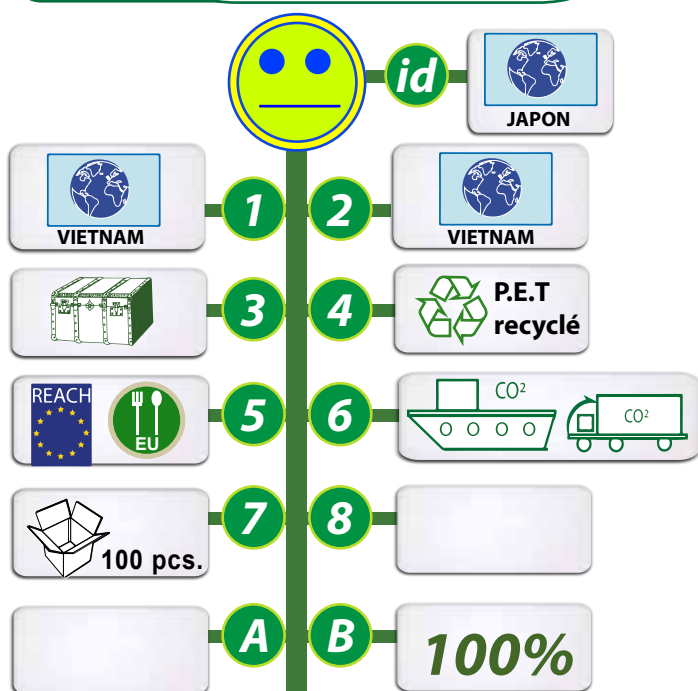 id
JAPON
1
VIETNAM
2
VIETNAM
3
4
P.E.T
recyclé
5
REACH
EU
6
CO²
CO²
7
100 pcs.
8
A
B
100%